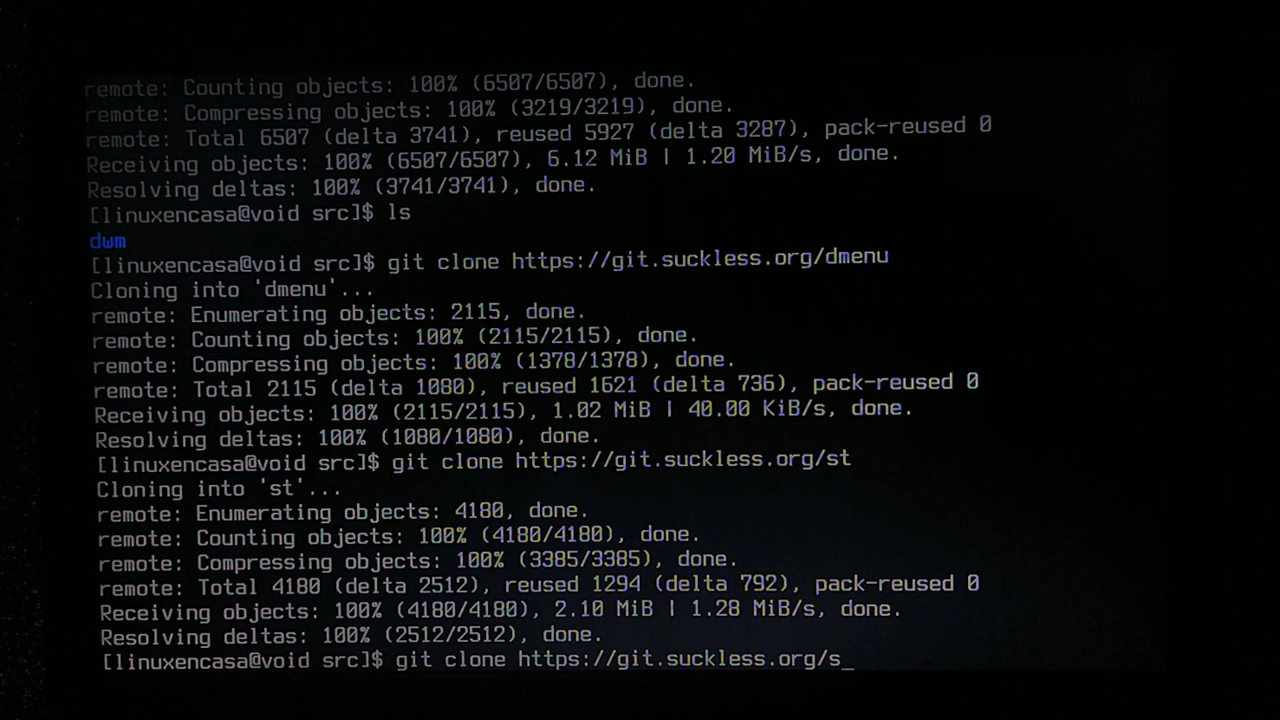 remote: Counting objects: 100% (6507/6507), done.
remote: Compressing objects: 100% (3219/3219), done.
remote: Total 6507 (delta 3741), reused 5927 (delta 3287), pack-reused 0
Receiving objects: 100% (6507/6507), 6.12 MiB | 1.20 MiB/s, done.
Resolving deltas: 100% (3741/3741), done.
[linuxencasa@void src]$ ls
dwm
[linuxencasa@void src]$ git clone https://git.suckless.org/dmenu
Cloning into 'dmenu'...
remote: Enumerating objects: 2115, done.
remote: Counting objects: 100% (2115/2115), done.
remote: Compressing objects: 100% (1378/1378), done.
remote: Total 2115 (delta 1080), reused 1621 (delta 736), pack-reused 0
Receiving objects: 100% (2115/2115), 1.02 MiB | 40.00 KiB/s, done.
Resolving deltas: 100% (1080/1080), done.
[linuxencasa@void src]$ git clone https://git.suckless.org/st
Cloning into 'st'...
remote: Enumerating objects: 4180, done.
remote: Counting objects: 100% (4180/4180), done.
remote: Compressing objects: 100% (3385/3385), done.
remote: Total 4180 (delta 2512), reused 1294 (delta 792), pack-reused 0
Receiving objects: 100% (4180/4180), 2.10 MiB | 1.28 MiB/s, done.
Resolving deltas: 100% (2512/2512), done.
[linuxencasa@void src]$ git clone https://git.suckless.org/s_